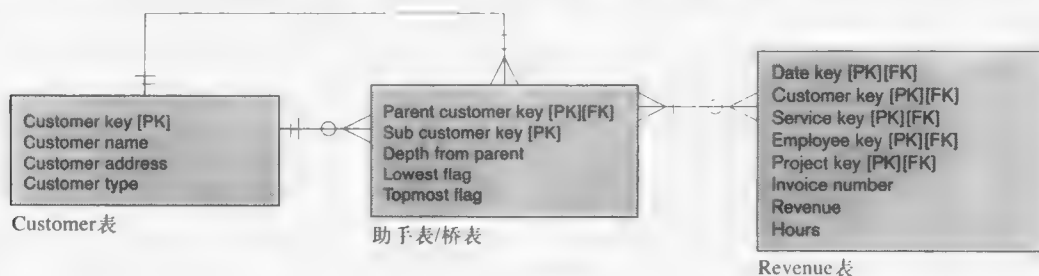 Customer key [PK]
Customer name
Customer address
Customer type
Customer表
Parent customer key [PK][FK]
Sub customer key [PK]
Depth from parent
Lowest flag
Topmost flag
助手表/桥表
Date key [PK][FK]
Customer key [PK][FK]
Service key [PK][FK]
Employee key [PK][FK]
Project key [PK][FK]
Invoice number
Revenue
Hours
Revenue表